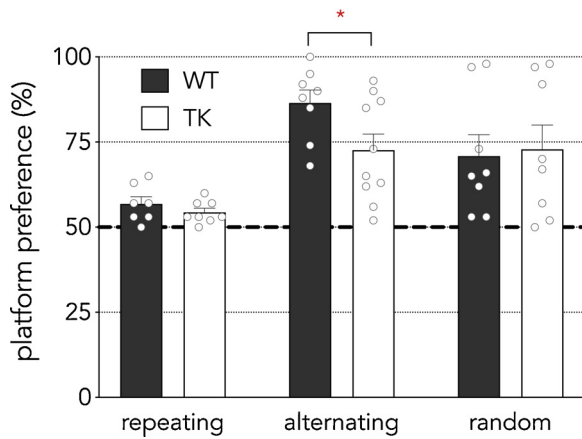 *
platform preference (%)
100
75
50
25
0
WT
TK
repeating alternating random